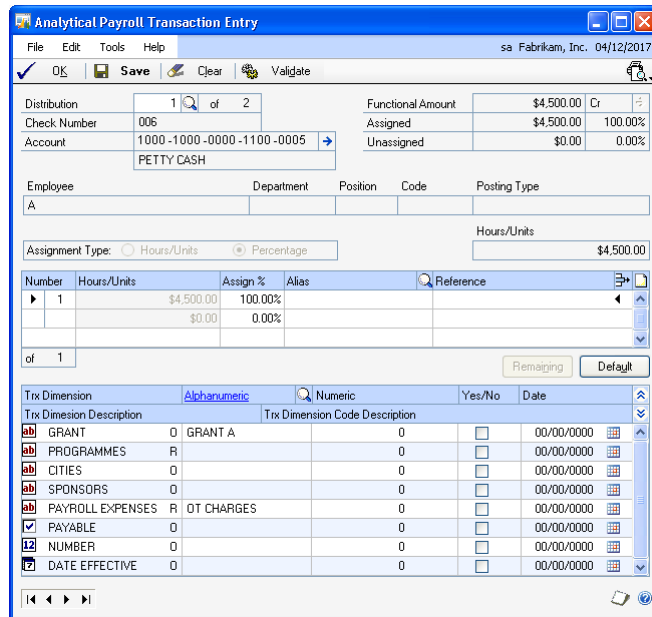 Analytical Payroll Transaction Entry
File Edit Tools Help sa Fabrikam, Inc. 04/12/2017
OK Save Clear Validate
Distribution 1 of 2 Functional Amount $4,500.00 Cr
Check Number 006 Assigned $4,500.00 100.00%
Account 1000-1000-0000-1100-0005 Unassigned $0.00 0.00%
PETTY CASH
Employee Department Position Code Posting Type
A
Hours/Units
Assignment Type: Hours/Units Percentage $4,500.00
Number Hours/Units Assign % Alias Reference
1 $4,500.00 100.00%
$0.00 0.00%
of 1
Remaining Default
Trx Dimension Alphanumeric Numeric Yes/No Date
Trx Dimesion Description Trx Dimension Code Description
ab GRANT O GRANT A 0 00/00/0000
ab PROGRAMMES R 0 00/00/0000
ab CITIES O 0 00/00/0000
ab SPONSORS O 0 00/00/0000
ab PAYROLL EXPENSES R OT CHARGES 0 00/00/0000
PAYABLE O 0 00/00/0000
12 NUMBER O 0 00/00/0000
7 DATE EFFECTIVE O 0 00/00/0000